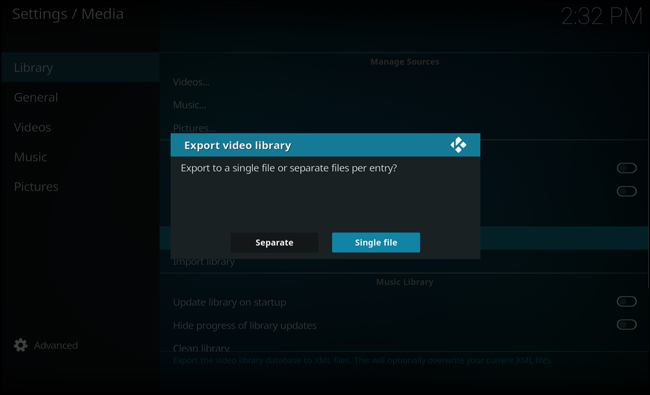 Settings / Media
2:32 PM
Library
General
Videos
Music
Pictures
Advanced
Manage Sources
Videos...
Music...
Pictures...
Export video library
Export to a single file or separate files per entry?
Separate
Single file
Import library
Music Library
Update library on startup
Hide progress of library updates
Clean library
Export the video library database to XML files. This will optionally overwrite your current XML files.